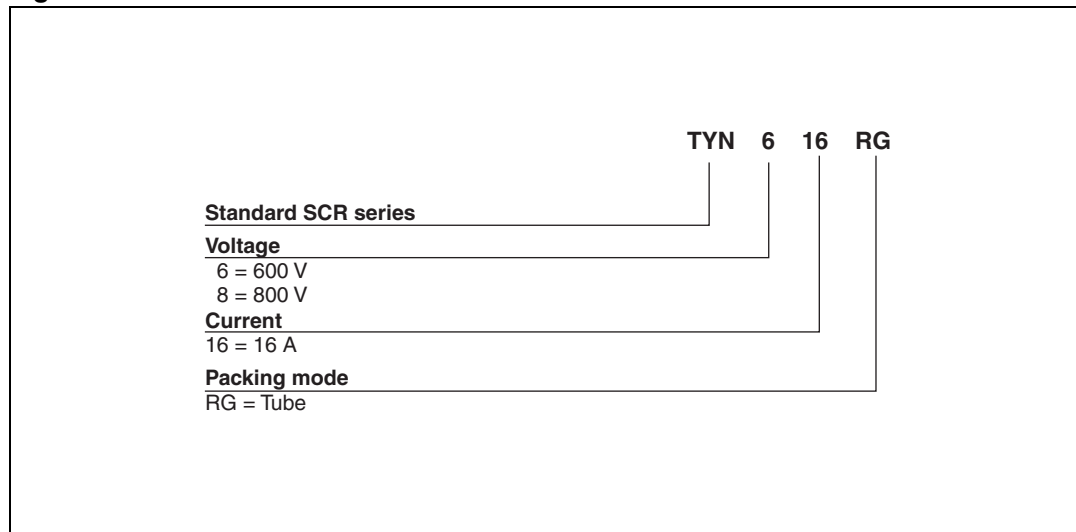 TYN 6 16 RG
Standard SCR series
Voltage
6 = 600 V
8 = 800 V
Current
16 = 16 A
Packing mode
RG = Tube